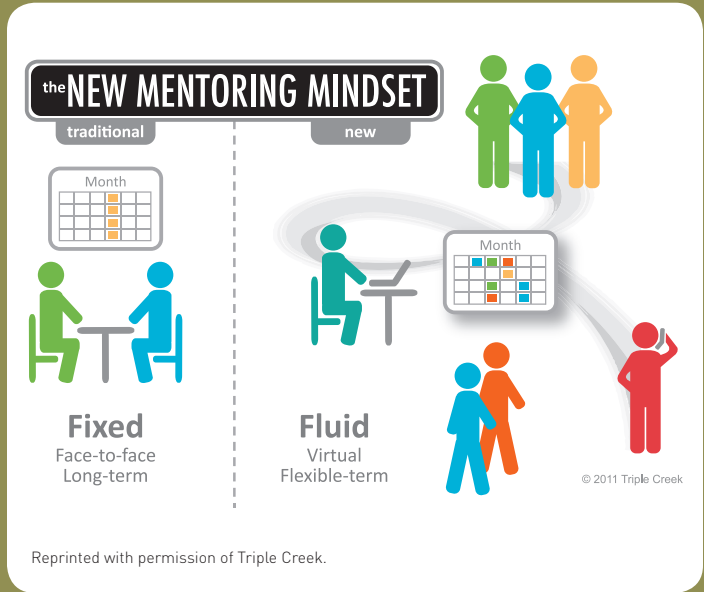 the NEW MENTORING MINDSET
traditional
new
Month
Month
Fixed
Face-to-face
Long-term
Fluid
Virtual
Flexible-term
© 2011 Triple Creek
Reprinted with permission of Triple Creek.